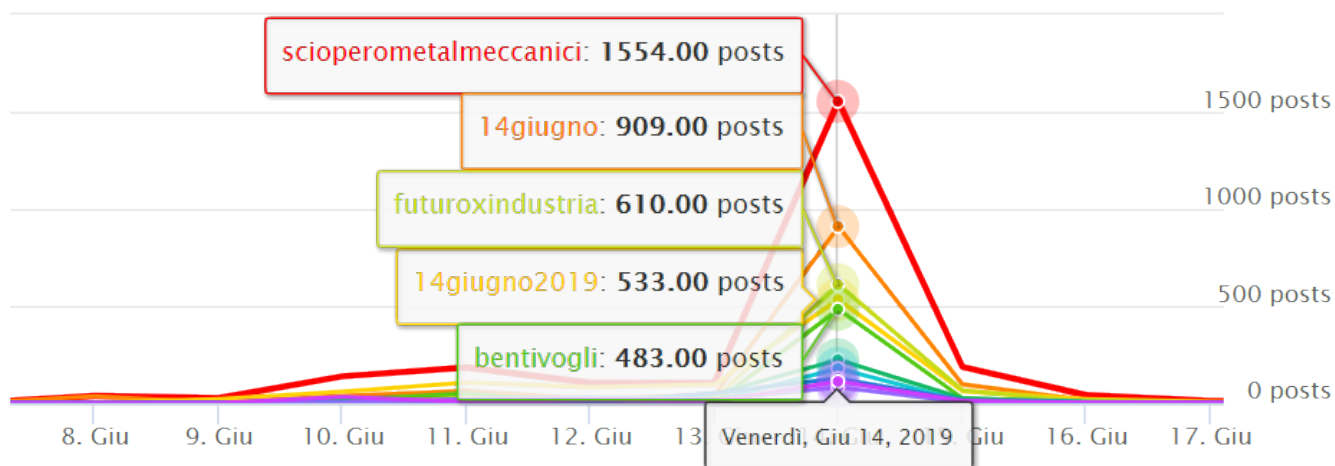 scioperometalmeccanici: 1554.00 posts
1500 posts
14giugno: 909.00 posts
1000 posts
futuroxindustria: 610.00 posts
14giugno2019: 533.00 posts
500 posts
bentivogli: 483.00 posts
0 posts
8. Giu 9. Giu 10. Giu 11. Giu 12. Giu 13. Giu 16. Giu 17. Giu
Venerdì, Giu 14, 2019